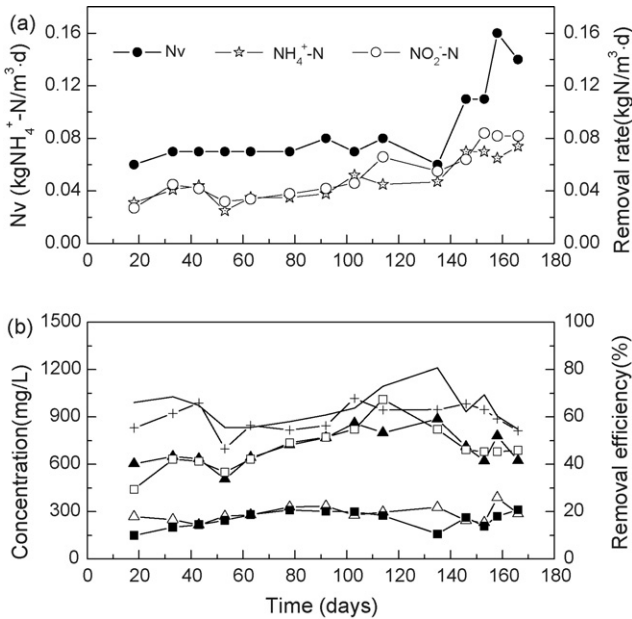 (a)
0.16
0.12
0.08
0.04
0.00
Nv (kgNH₄⁺-N/m³·d)
Nv
NH₄⁺-N
NO₂⁻-N
0.16
0.12
0.08
0.04
0.00
Removal rate(kgN/m³·d)
20 40 60 80 100 120 140 160 180
(b)
1500
1200
900
600
300
0
Concentration(mg/L)
100
80
60
40
20
0
Removal efficiency(%)
0 20 40 60 80 100 120 140 160 180
Time (days)